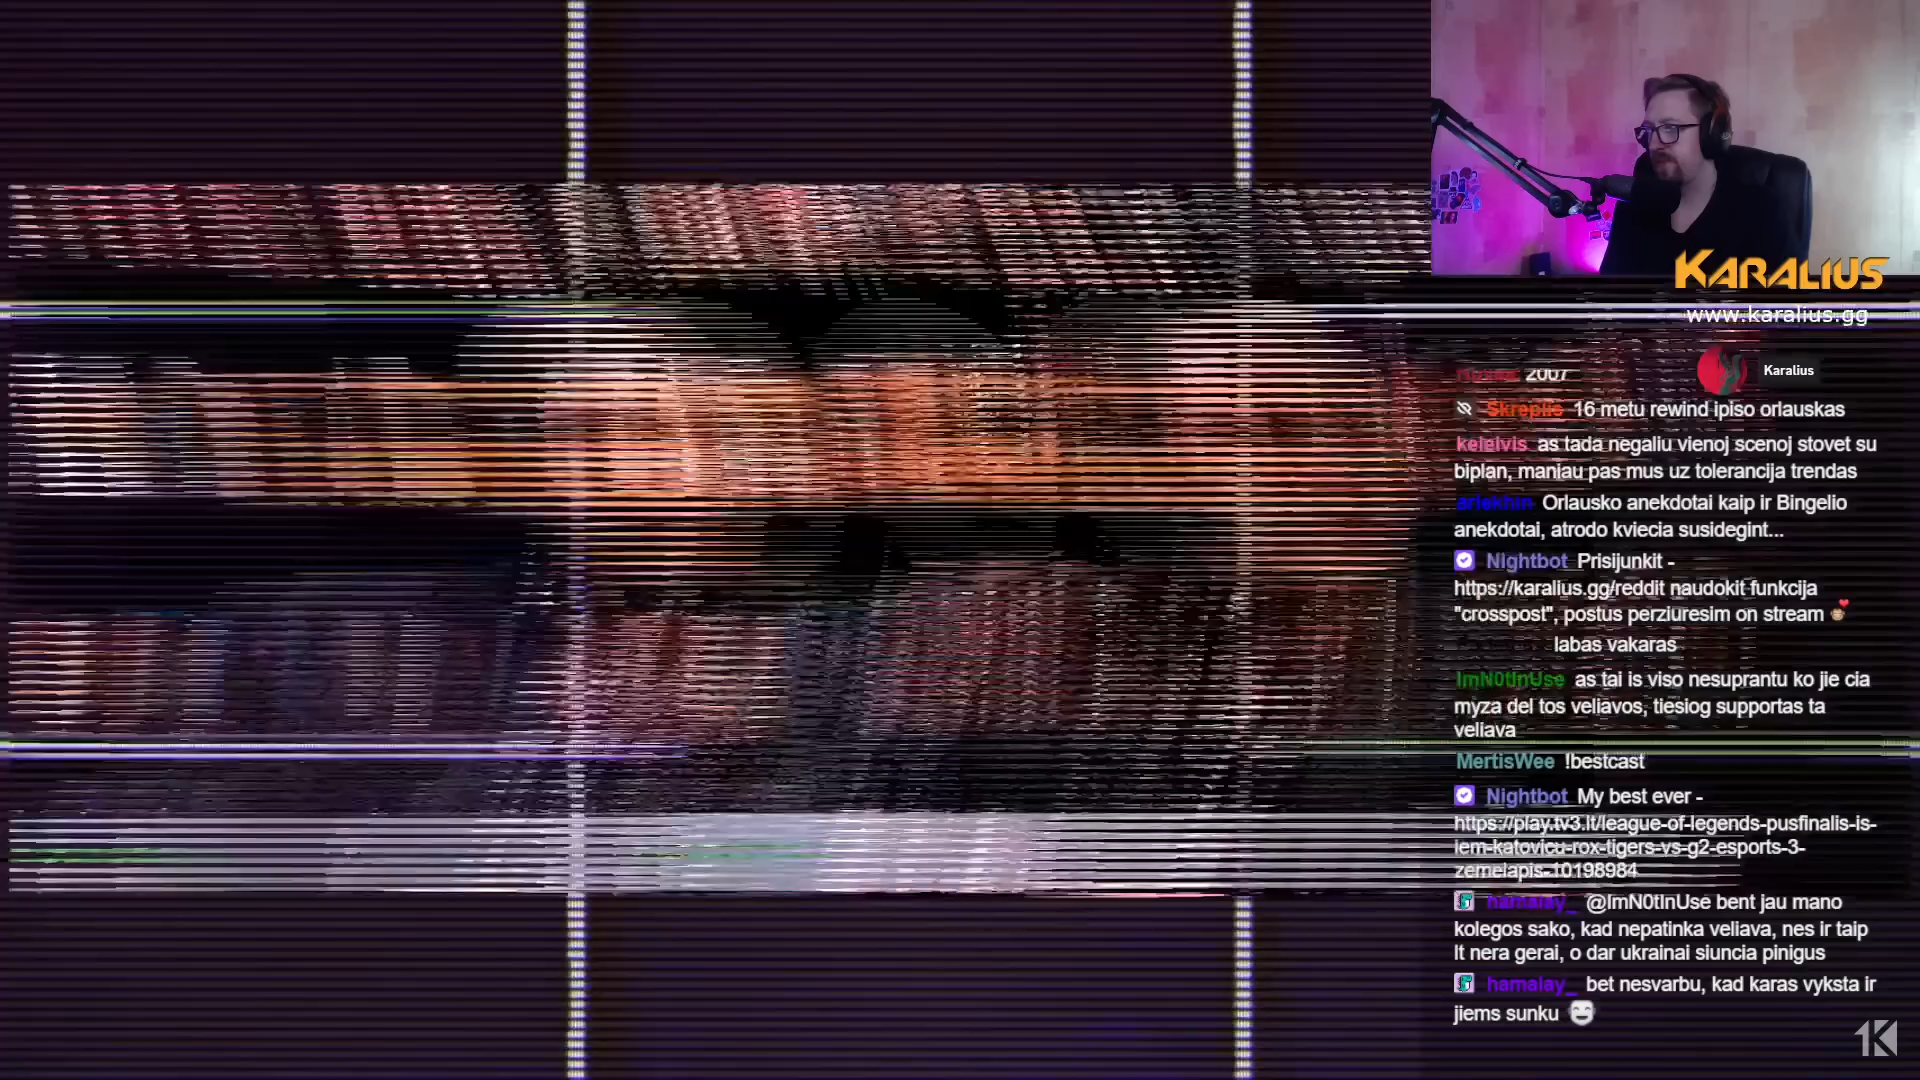 KARALIUS
www.karalius.gg
Karalius
2007
Skreplis 16 metu rewind ipiso orlauskas
kelelvis as tada negaliu vienoj scenoj stovet su
biplan, maniau pas mus uz tolerancija trendas
arlekhin Orlausko anekdotai kaip ir Bingelio
anekdotai, atrodo kviecia susidegint...
Nightbot Prisijunkit -
https://karalius.gg/reddit naudokit funkcija
"crosspost", postus perziuresim on stream
labas vakaras
ImN0tInUse as tai is viso nesuprantu ko jie cia
myza del tos veliavos, tiesiog supportas ta
veliava
MertisWee !bestcast
Nightbot My best ever -
https://play.tv3.lt/league-of-legends-pusfinalis-is-
iem-katovicu-rox-tigers-vs-g2-esports-3-
zemelapis-10198984
hamalay_ @ImN0tInUse bent jau mano
kolegos sako, kad nepatinka veliava, nes ir taip
lt nera gerai, o dar ukrainai siuncia pinigus
hamalay_ bet nesvarbu, kad karas vyksta ir
jiems sunku
1K